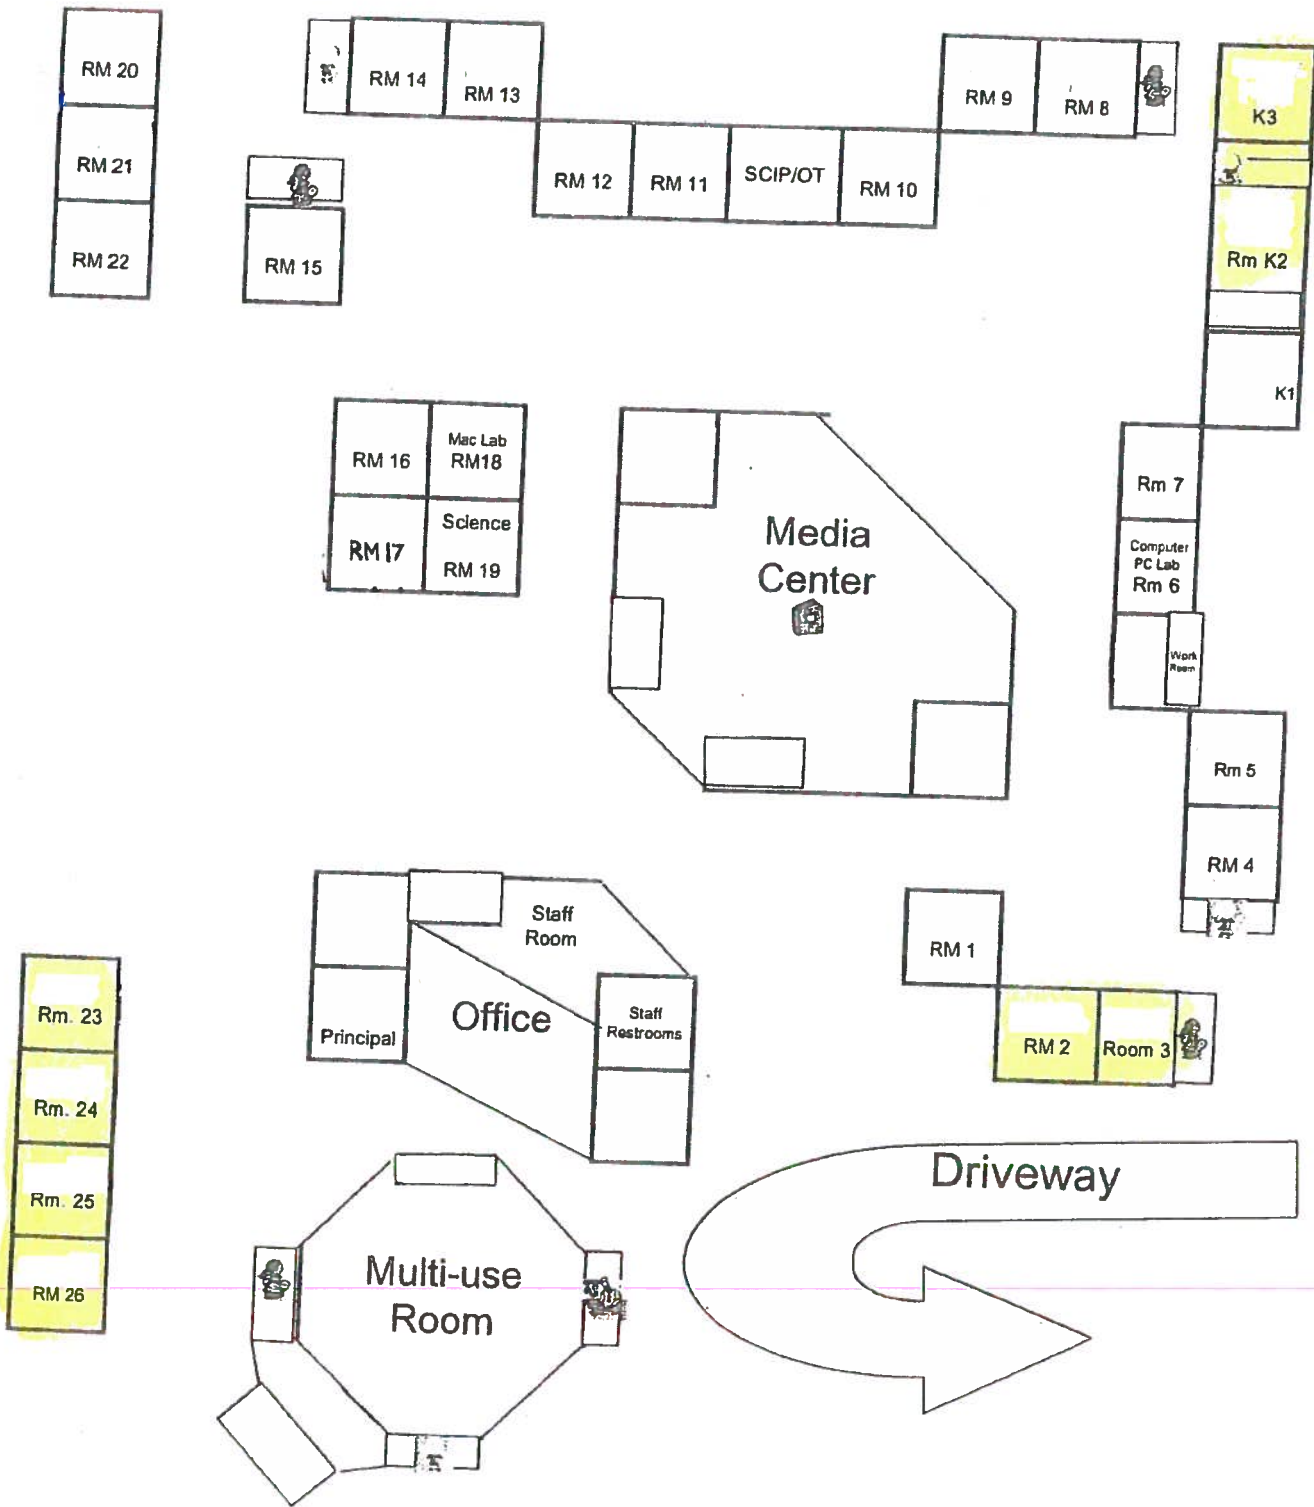 RM 20
RM 14
RM 13
RM 9
RM 8
K3
RM 21
RM 12
RM 11
SCIP/OT
RM 10
RM 22
RM 15
Rm K2
K1
RM 16
Mac Lab
RM18
Rm 7
RM 17
Science
RM 19
Media
Center
Computer
PC Lab
Rm 6
Work
Room
Rm 5
RM 4
Staff
Room
RM 1
Rm. 23
Principal
Office
Staff
Restrooms
RM 2
Room 3
Rm. 24
Rm. 25
Driveway
RM 26
Multi-use
Room